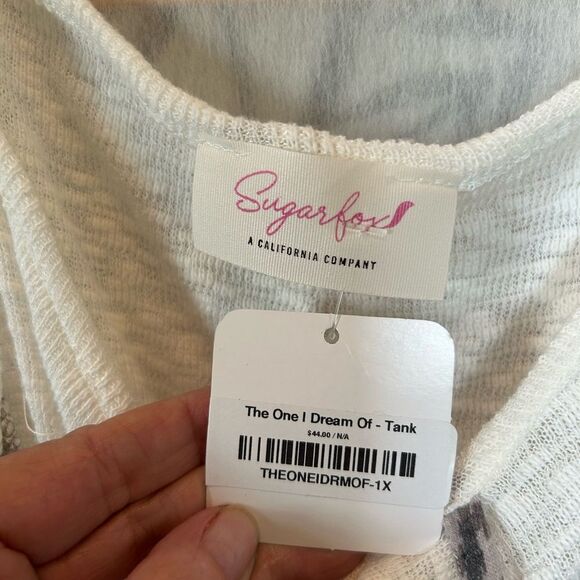 Sugarfox
A CALIFORNIA COMPANY
The One I Dream Of - Tank
$44.00 / N/A
THEONEIDRMOF-1X